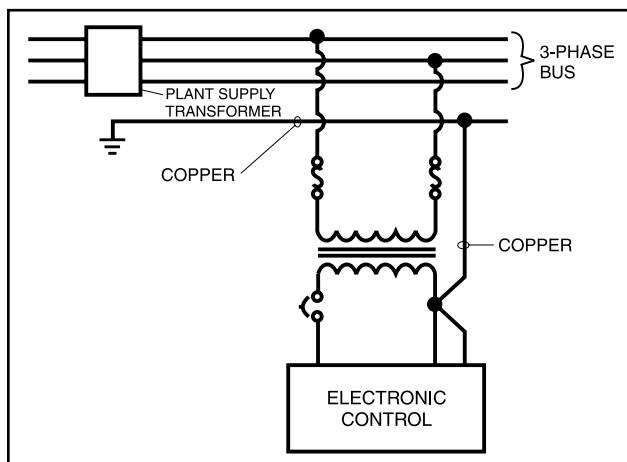 3-PHASE
BUS
PLANT SUPPLY
TRANSFORMER
COPPER
COPPER
ELECTRONIC
CONTROL